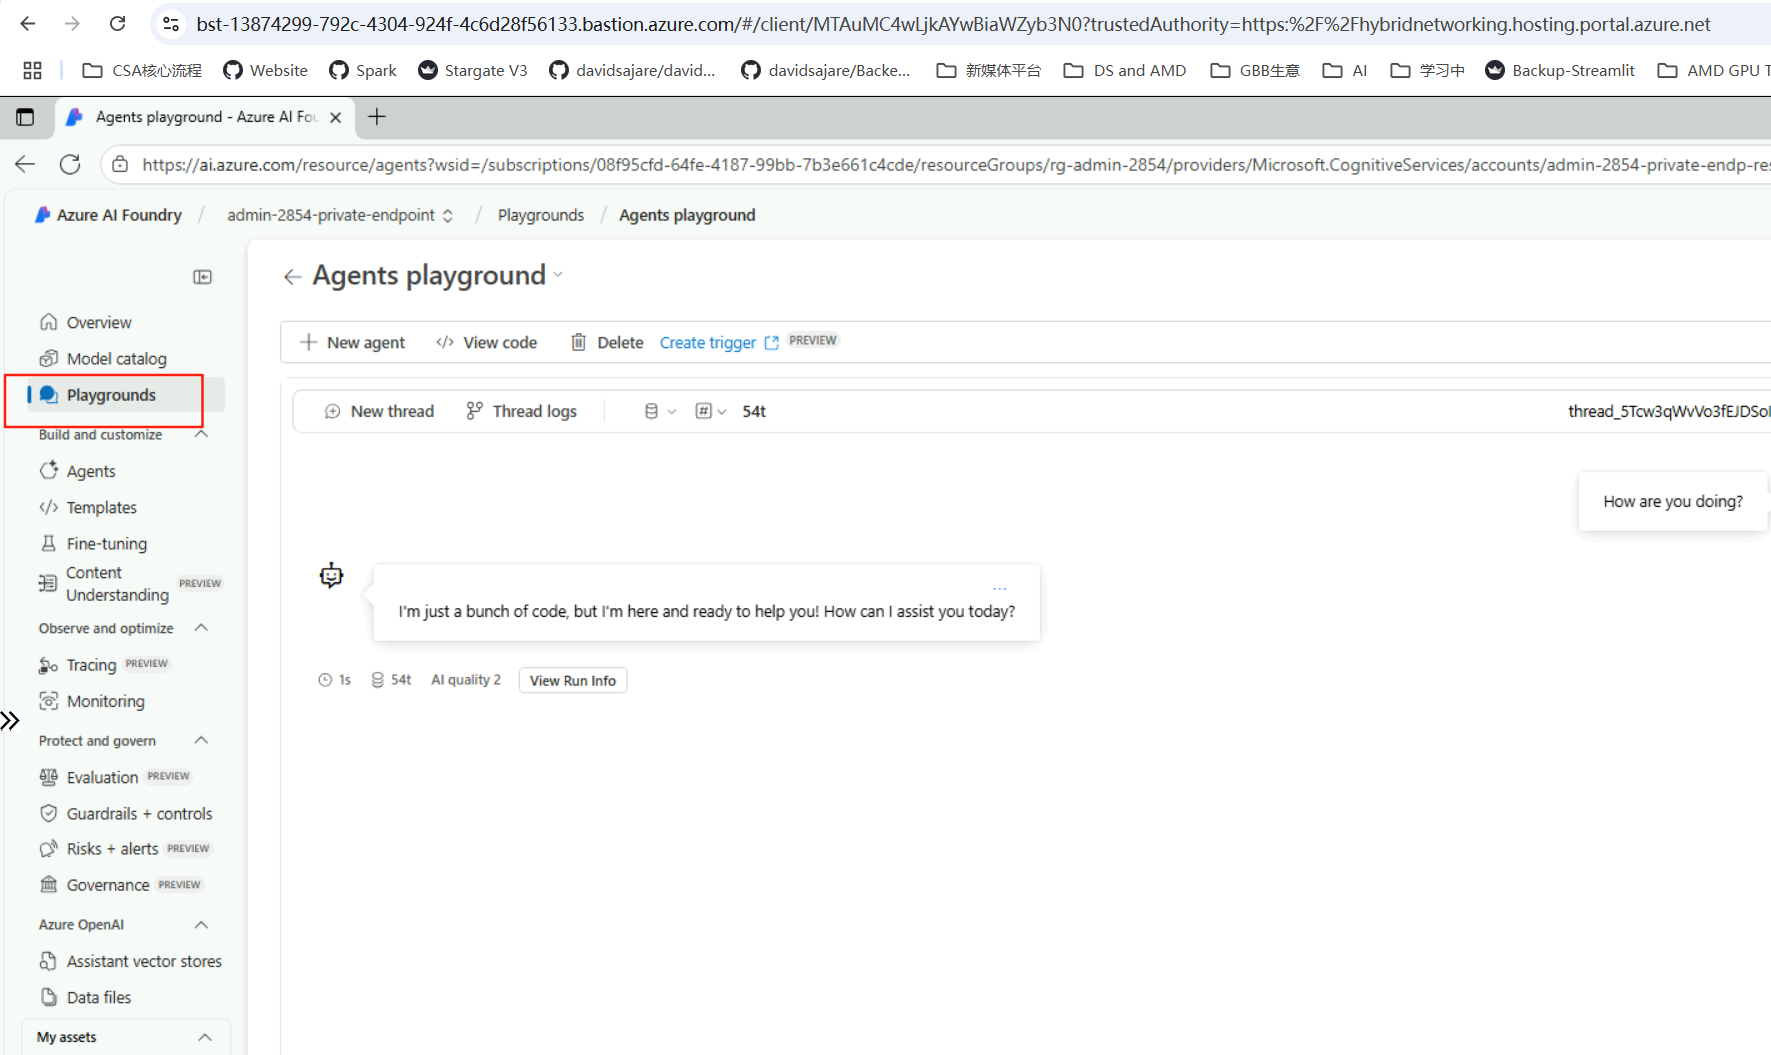 bst-13874299-792c-4304-924f-4c6d28f56133.bastion.azure.com/#/client/MTAuMC4wLjkAYwBiaWZyb3N0?trustedAuthority=https:%2F%2Fhybridnetworking.hosting.portal.azure.net
CSA核心流程 Website Spark Stargate V3 davidsajare/david... davidsajare/Backe... 新媒体平台 DS and AMD GBB生意 AI 学习中 Backup-Streamlit AMD GPU T
Agents playground - Azure AI Fou
https://ai.azure.com/resource/agents?wsid=/subscriptions/08f95cfd-64fe-4187-99bb-7b3e661c4cde/resourceGroups/rg-admin-2854/providers/Microsoft.CognitiveServices/accounts/admin-2854-private-endp-res
Azure AI Foundry / admin-2854-private-endpoint / Playgrounds / Agents playground
Agents playground
Overview
Model catalog
Playgrounds
Build and customize
Agents
Templates
Fine-tuning
Content
Understanding PREVIEW
Observe and optimize
Tracing PREVIEW
Monitoring
Protect and govern
Evaluation PREVIEW
Guardrails + controls
Risks + alerts PREVIEW
Governance PREVIEW
Azure OpenAI
Assistant vector stores
Data files
My assets
New agent View code Delete Create trigger PREVIEW
New thread Thread logs 54t thread_5Tcw3qWvVo3fEJDSol
How are you doing?
...
I'm just a bunch of code, but I'm here and ready to help you! How can I assist you today?
1s 54t AI quality 2 View Run Info